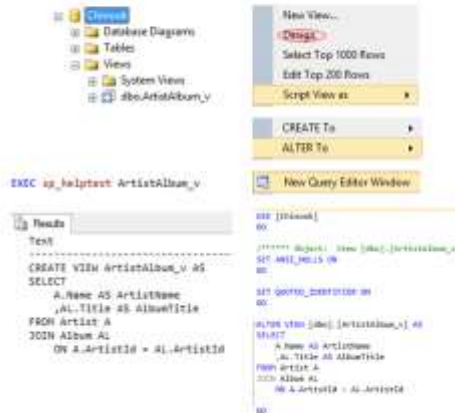 Chinook
Database Diagrams
Tables
Views
System Views
dbo.ArtistAlbum_v
New View...
Design
Select Top 1000 Rows
Edit Top 200 Rows
Script View as
CREATE To
ALTER To
New Query Editor Window
EXEC sp_helptext ArtistAlbum_v
Results
Text
CREATE VIEW ArtistAlbum_v AS
SELECT
A.Name AS ArtistName
,AL.Title AS AlbumTitle
FROM Artist A
JOIN Album AL
ON A.ArtistId = AL.ArtistId
USE [Chinook]
GO
/****** Object: View [dbo].[ArtistAlbum_v
SET ANSI_NULLS ON
GO
SET QUOTED_IDENTIFIER ON
GO
ALTER VIEW [dbo].[ArtistAlbum_v] AS
SELECT
A.Name AS ArtistName
,AL.Title AS AlbumTitle
FROM Artist A
JOIN Album AL
ON A.ArtistId = AL.ArtistId
GO